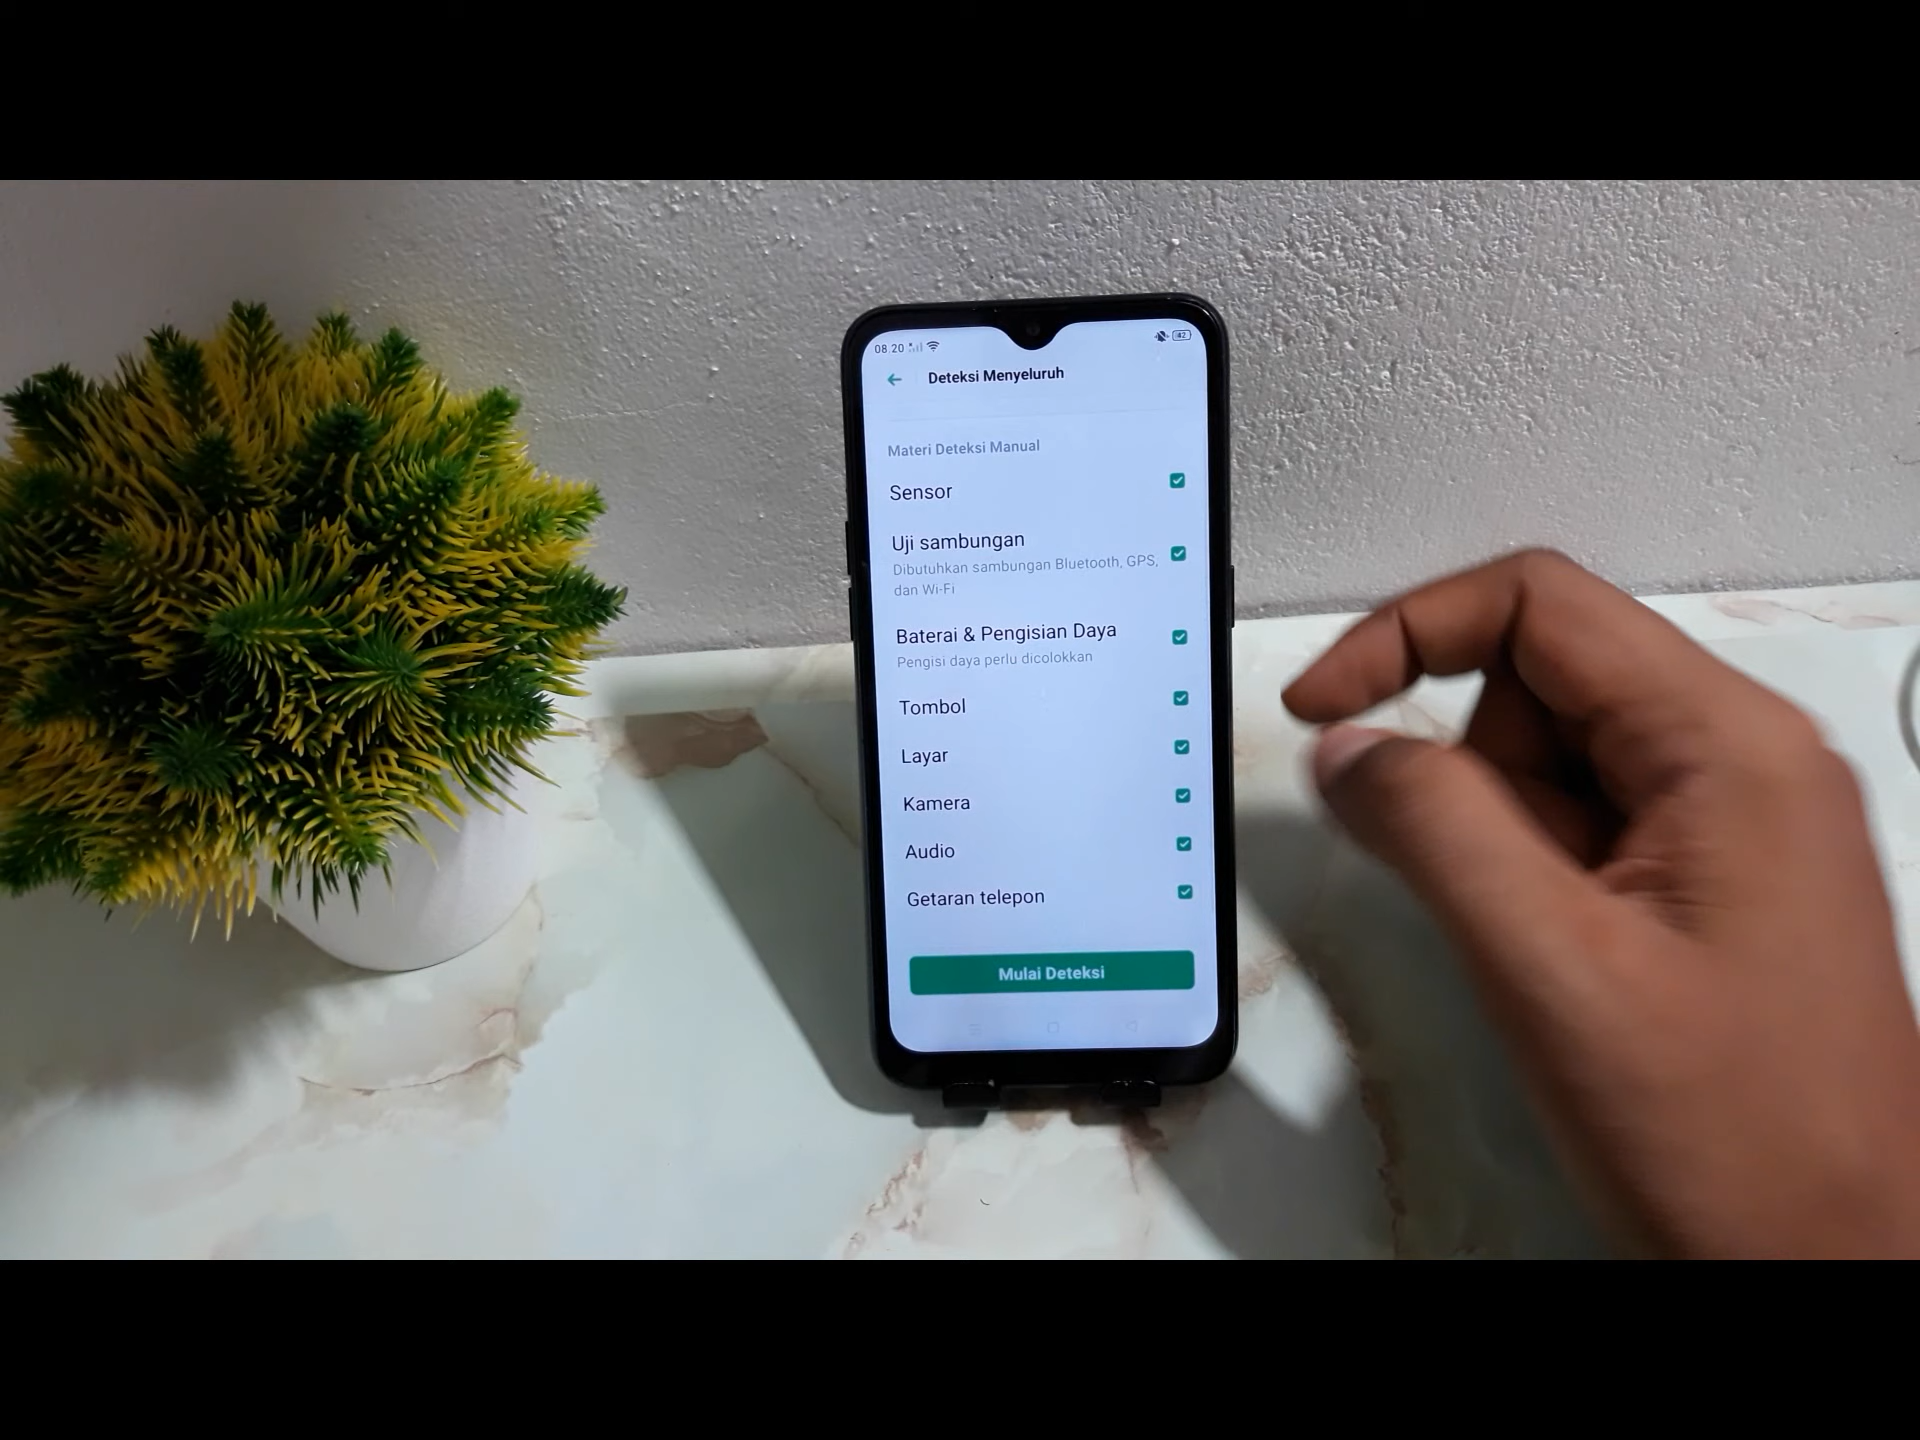 08.20
42
Deteksi Menyeluruh
Materi Deteksi Manual
Sensor
Uji sambungan
Dibutuhkan sambungan Bluetooth, GPS,
dan Wi-Fi
Baterai & Pengisian Daya
Pengisi daya perlu dicolokkan
Tombol
Layar
Kamera
Audio
Getaran telepon
Mulai Deteksi